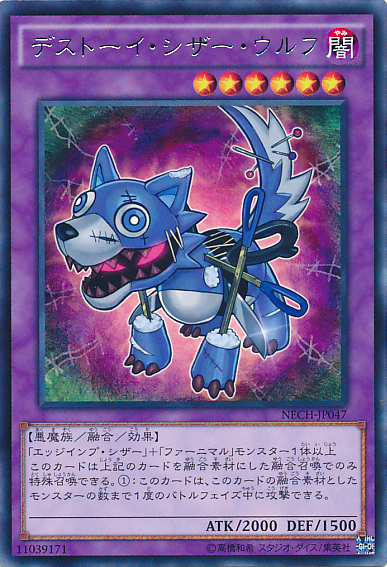 デストーイ・シザー・ウルフ 闇
NECH-JP047
【悪魔族／融合／効果】
「エッジインプ・シザー」+「ファーニマル」モンスター1体以上
このカードは上記のカードを融合素材にした融合召喚でのみ
特殊召喚できる。①：このカードは、このカードの融合素材とした
モンスターの数まで1度のバトルフェイズ中に攻撃できる。
ATK/2000 DEF/1500
11039171 ©高橋和希 スタジオ・ダイス/集英社